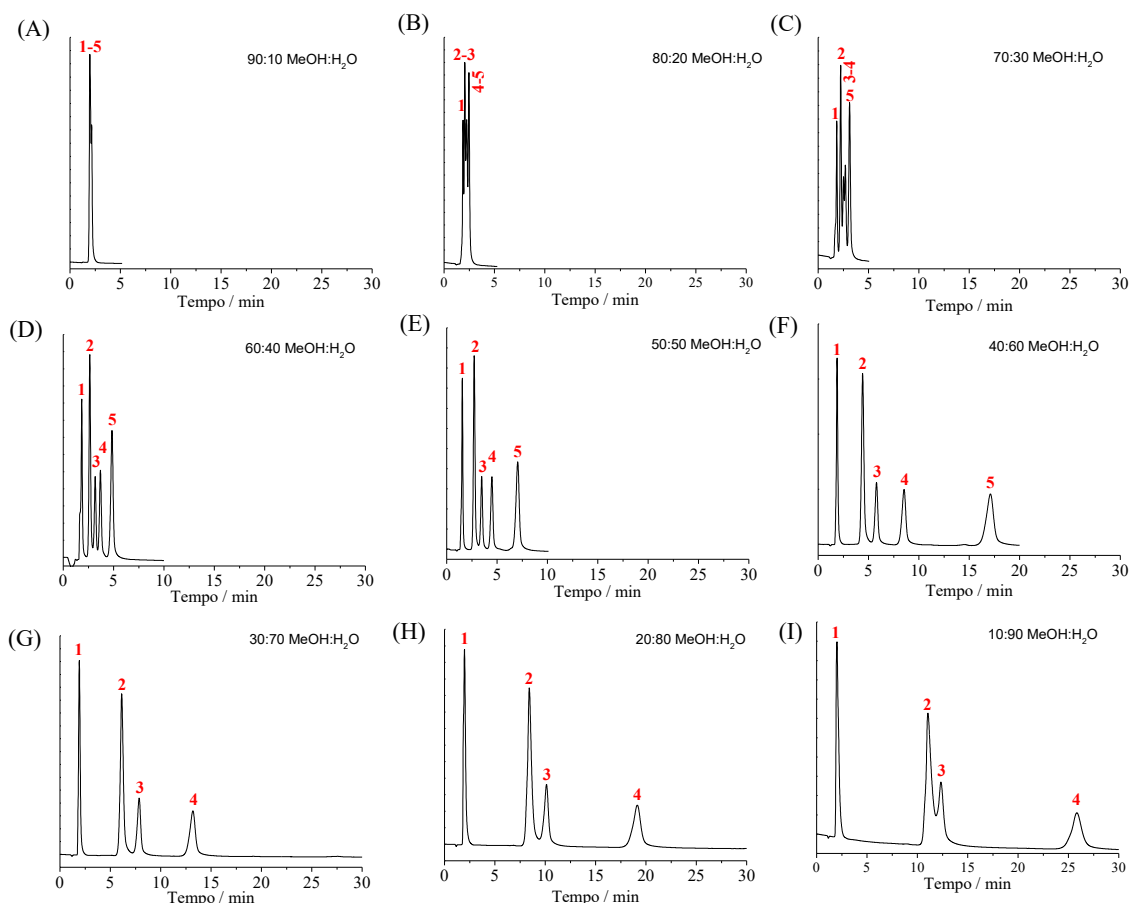 (A)
90:10 MeOH:H₂O
1-5
0 5 10 15 20 25 30
Tempo / min
(B)
80:20 MeOH:H₂O
2-3
4-5
1
0 5 10 15 20 25 30
Tempo / min
(C)
70:30 MeOH:H₂O
2
3-4
5
1
0 5 10 15 20 25 30
Tempo / min
(D)
60:40 MeOH:H₂O
2
1
5
4
3
0 5 10 15 20 25 30
Tempo / min
(E)
50:50 MeOH:H₂O
2
1
5
3 4
0 5 10 15 20 25 30
Tempo / min
(F)
40:60 MeOH:H₂O
1
2
3
4
5
0 5 10 15 20 25 30
Tempo / min
(G)
30:70 MeOH:H₂O
1
2
3
4
0 5 10 15 20 25 30
Tempo / min
(H)
20:80 MeOH:H₂O
1
2
3
4
0 5 10 15 20 25 30
Tempo / min
(I)
10:90 MeOH:H₂O
1
2
3
4
0 5 10 15 20 25 30
Tempo / min